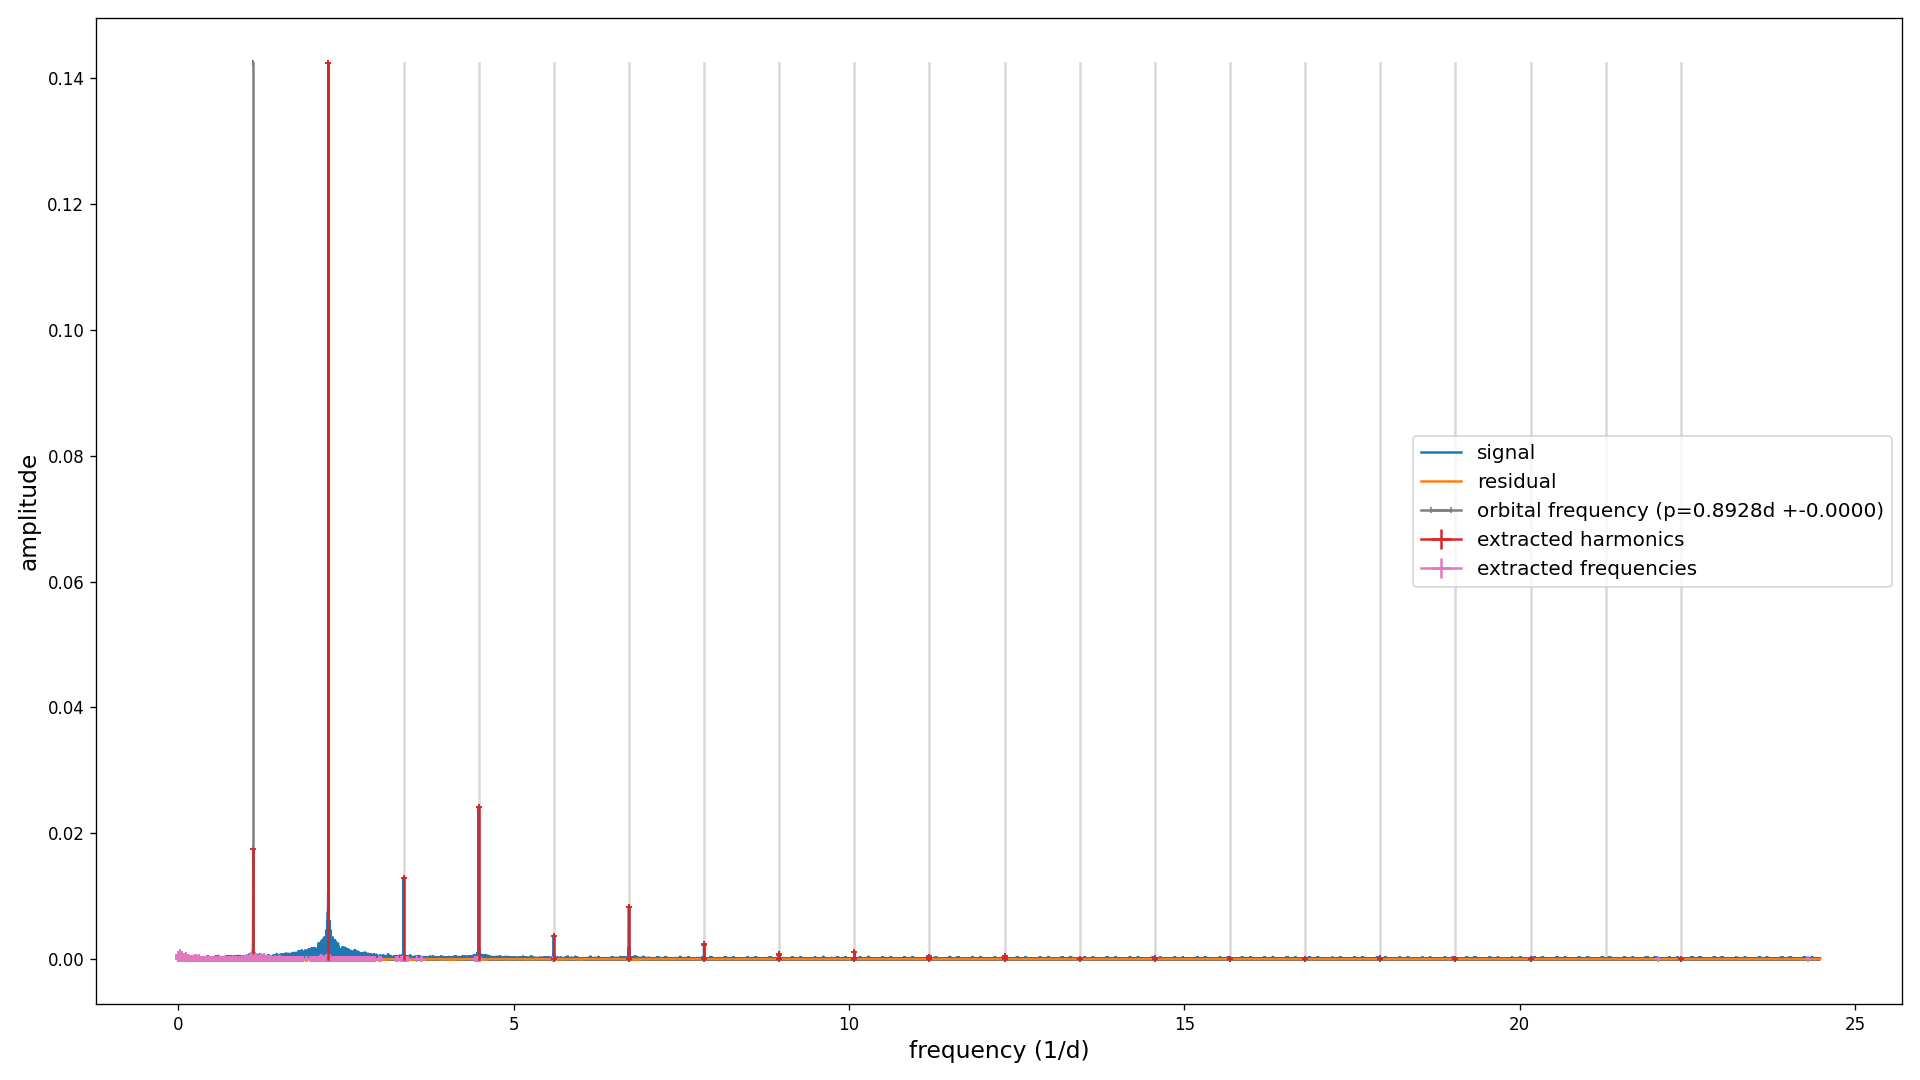 0.14
0.12
0.10
0.08
0.06
0.04
0.02
0.00
amplitude
0
5
10
15
20
25
frequency (1/d)
signal
residual
orbital frequency (p=0.8928d +-0.0000)
extracted harmonics
extracted frequencies